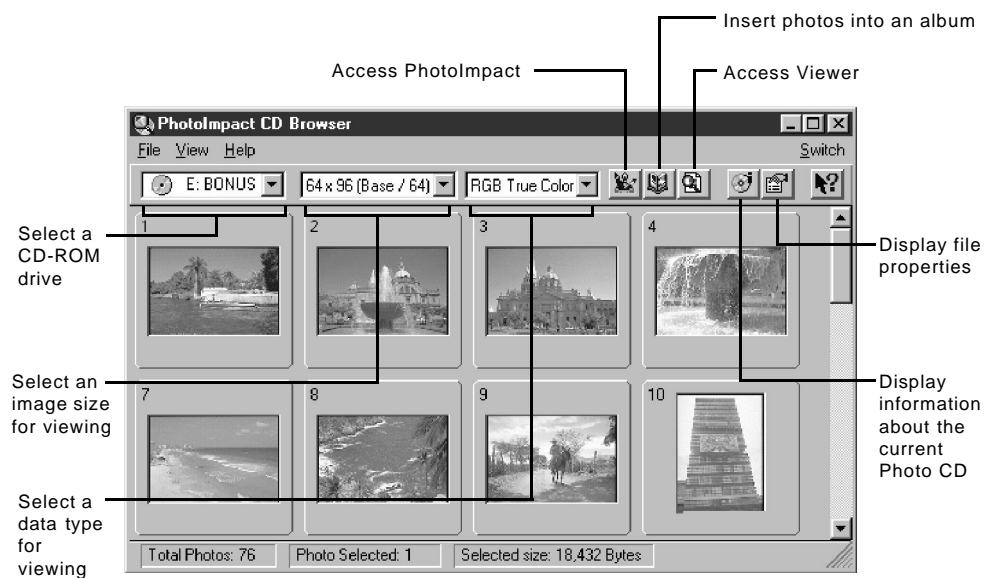 Insert photos into an album
Access PhotoImpact
Access Viewer
PhotoImpact CD Browser
File View Help Switch
E: BONUS 64 x 96 (Base / 64) RGB True Color
Select a
CD-ROM
drive
1 2 3 4
Display file
properties
Select an
image size
for viewing
7 8 9 10
Display
information
about the
current
Photo CD
Select a
data type
for
viewing
Total Photos: 76 Photo Selected: 1 Selected size: 18,432 Bytes